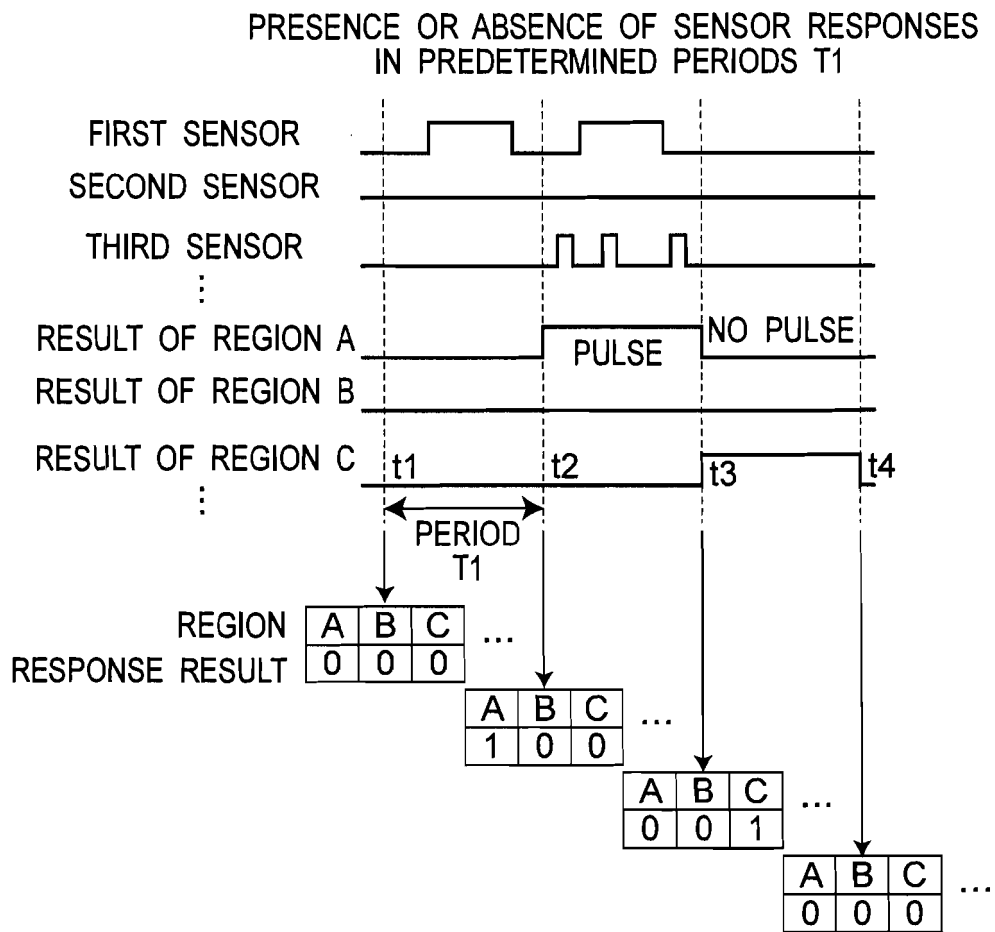 PRESENCE OR ABSENCE OF SENSOR RESPONSES
IN PREDETERMINED PERIODS T1
FIRST SENSOR
SECOND SENSOR
THIRD SENSOR
⋮
RESULT OF REGION A
PULSE
NO PULSE
RESULT OF REGION B
RESULT OF REGION C
t1 t2 t3 t4
⋮
PERIOD
T1
REGION A B C ...
RESPONSE RESULT 0 0 0
A B C ...
1 0 0
A B C ...
0 0 1
A B C ...
0 0 0